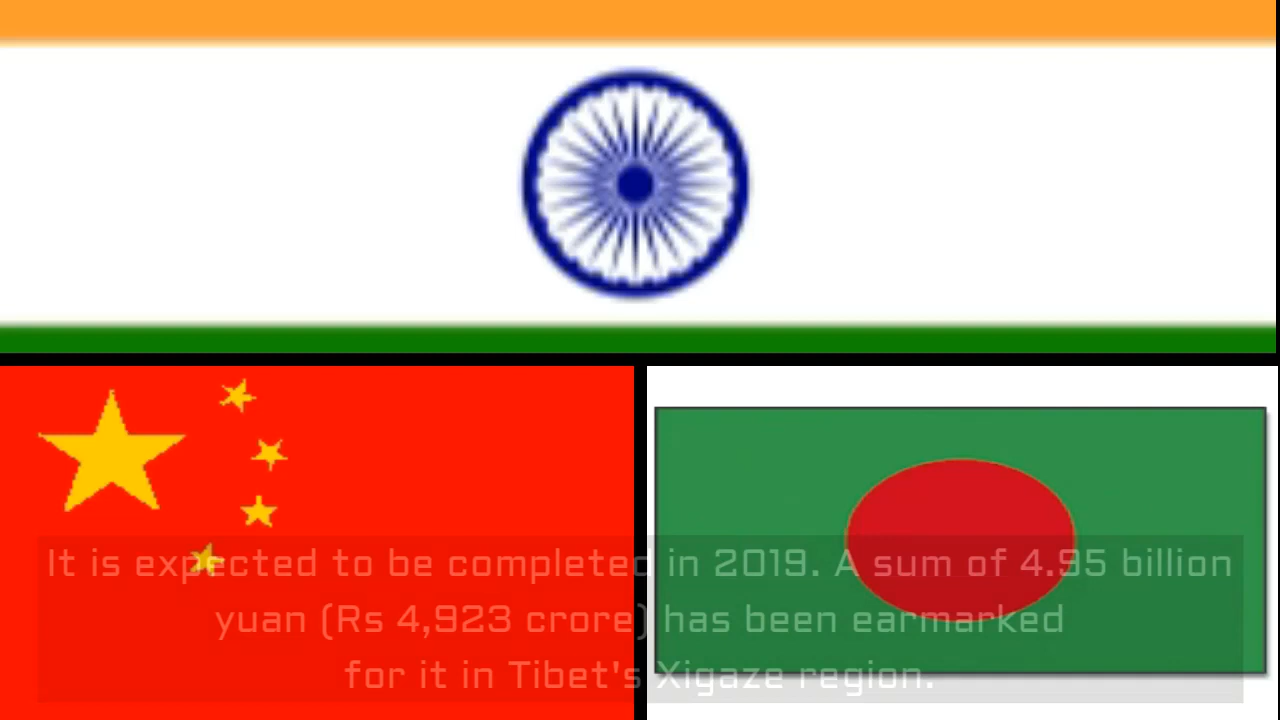 It is expected to be completed in 2019. A sum of 4.95 billion
yuan (Rs 4,923 crore) has been earmarked
for it in Tibet's Xigaze region.